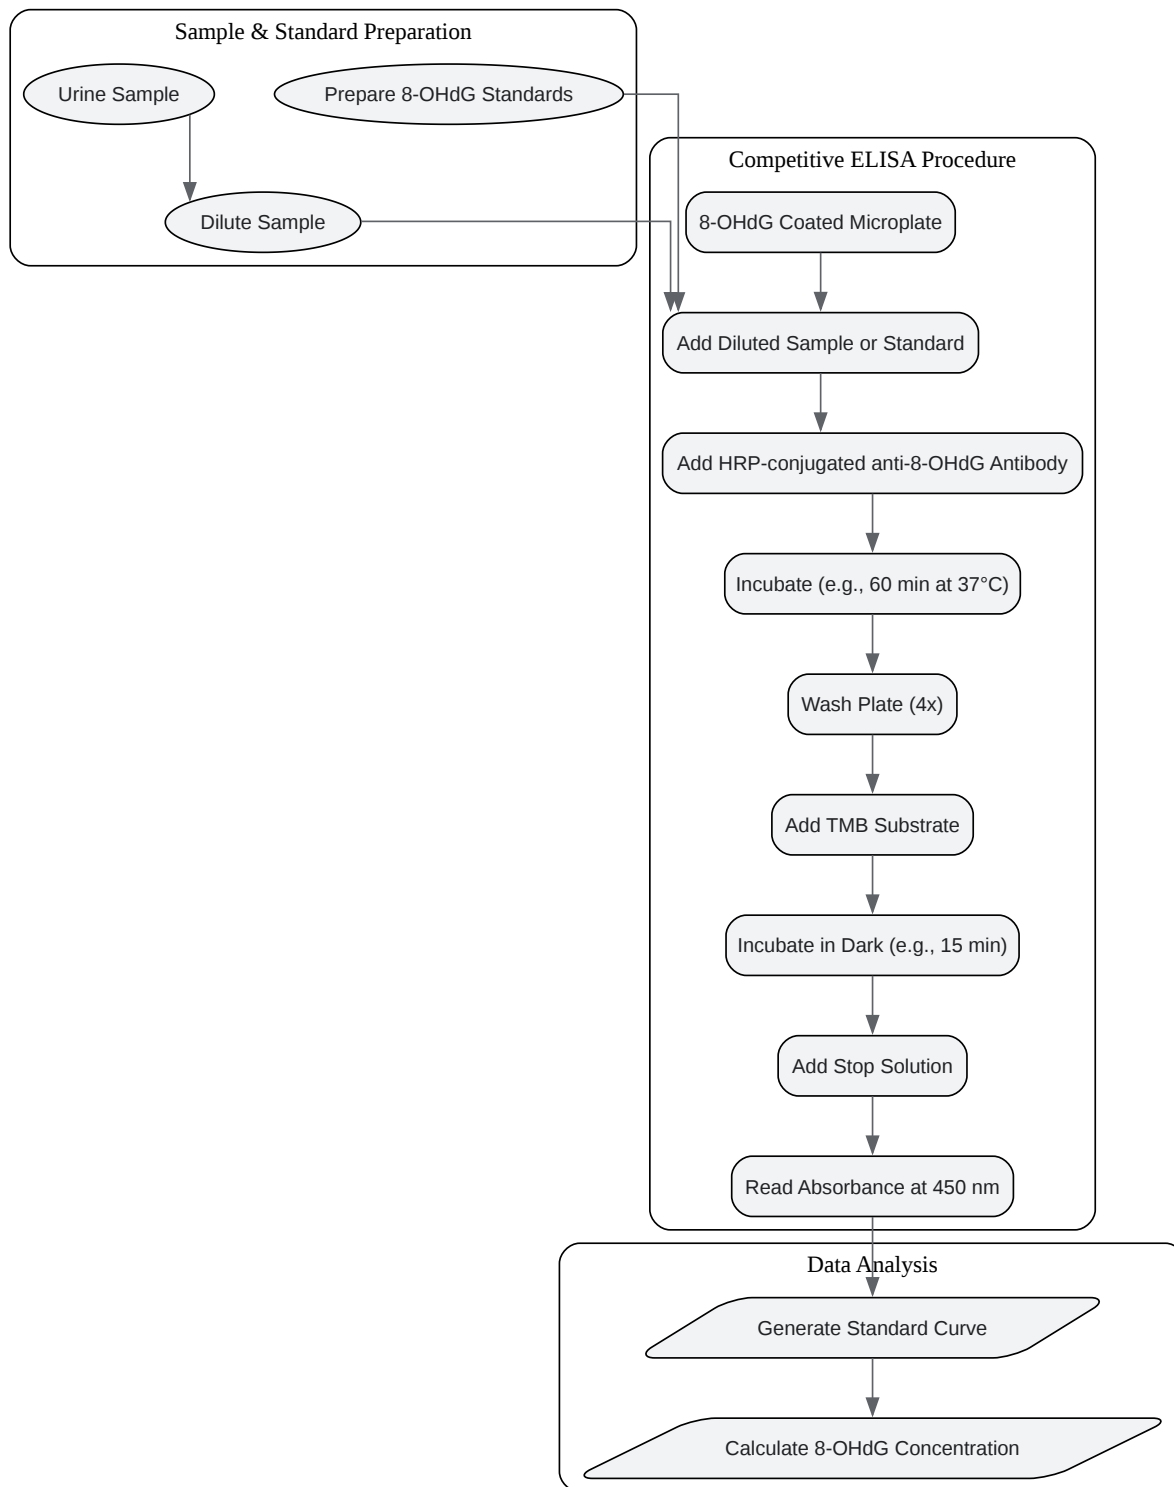 Sample & Standard Preparation
Urine Sample
Prepare 8-OHdG Standards
Dilute Sample
Competitive ELISA Procedure
8-OHdG Coated Microplate
Add Diluted Sample or Standard
Add HRP-conjugated anti-8-OHdG Antibody
Incubate (e.g., 60 min at 37°C)
Wash Plate (4x)
Add TMB Substrate
Incubate in Dark (e.g., 15 min)
Add Stop Solution
Read Absorbance at 450 nm
Data Analysis
Generate Standard Curve
Calculate 8-OHdG Concentration